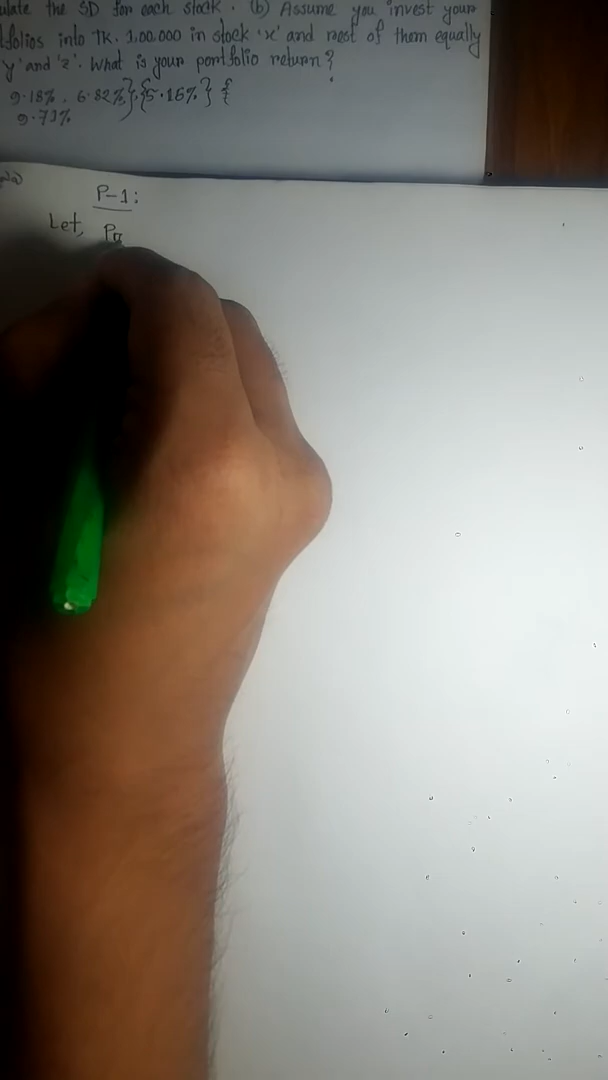 ulate the SD for each stock. (b) Assume you invest your
tfolios into TK. 1,00,000 in stock 'x' and rest of them equally
y' and 'z'. What is your portfolio return?
9.18%, 6.82%} {5.16%} {
9.73%
P-1:
Let, Po